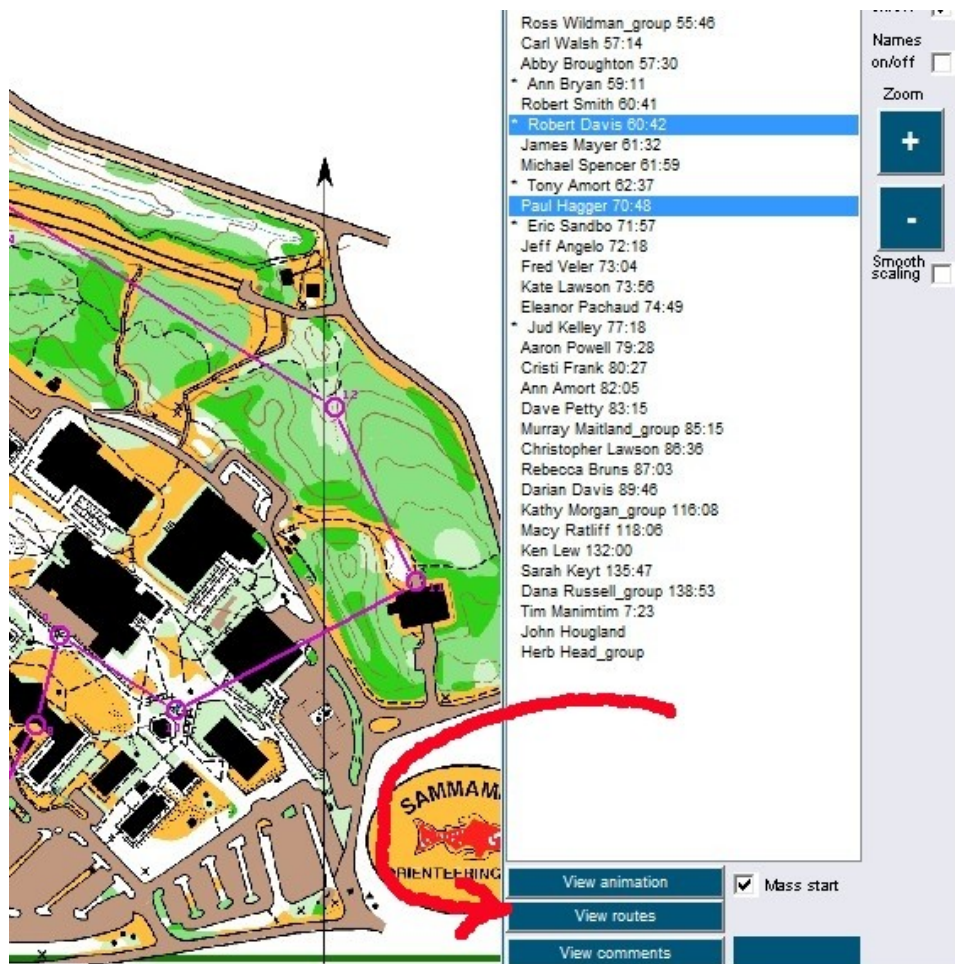 Ross Wildman_group 55:46
Carl Walsh 57:14
Abby Broughton 57:30
* Ann Bryan 59:11
Robert Smith 60:41
* Robert Davis 60:42
James Mayer 61:32
Michael Spencer 61:59
* Tony Amort 62:37
Paul Hagger 70:48
* Eric Sandbo 71:57
Jeff Angelo 72:18
Fred Veler 73:04
Kate Lawson 73:56
Eleanor Pachaud 74:49
* Jud Kelley 77:18
Aaron Powell 79:28
Cristi Frank 80:27
Ann Amort 82:05
Dave Petty 83:15
Murray Maitland_group 85:15
Christopher Lawson 86:36
Rebecca Bruns 87:03
Darian Davis 89:46
Kathy Morgan_group 116:08
Macy Ratliff 118:06
Ken Lew 132:00
Sarah Keyt 135:47
Dana Russell_group 138:53
Tim Manimtim 7:23
John Hougland
Herb Head_group
Names
on/off
Zoom
+
-
Smooth
scaling
12
9
8
SAMMAM
RIENTEERING
View animation
Mass start
View routes
View comments